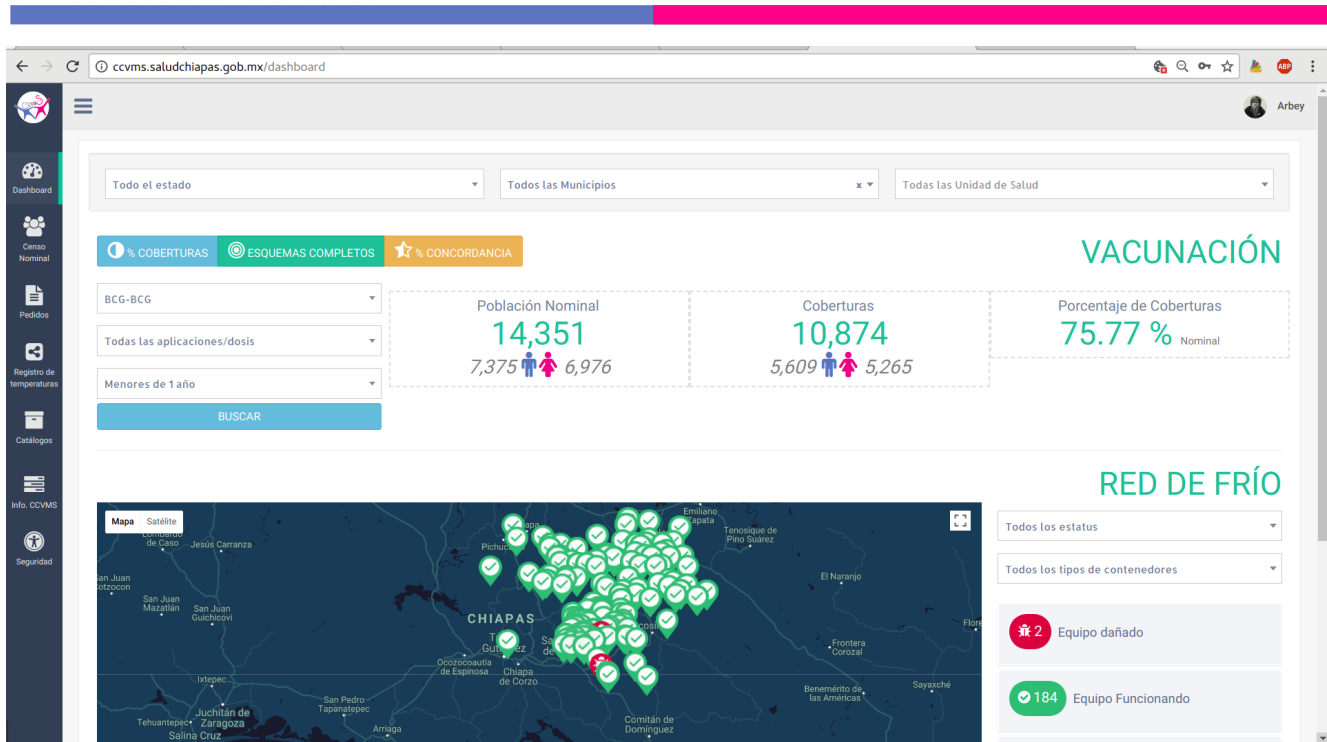 ccvms.saludchiapas.gob.mx/dashboard
ABP
Arbey
Dashboard
Censo
Nominal
Pedidos
Registro de
temperaturas
Catálogos
Info. CCVMS
Seguridad
Todo el estado
Todos las Municipios x
Todas las Unidad de Salud
% COBERTURAS
ESQUEMAS COMPLETOS
% CONCORDANCIA
VACUNACIÓN
BCG-BCG
Todas las aplicaciones/dosis
Menores de 1 año
BUSCAR
Población Nominal
14,351
7,375 6,976
Coberturas
10,874
5,609 5,265
Porcentaje de Coberturas
75.77 % Nominal
RED DE FRÍO
Mapa Satélite
de Caso
Jesús Carranza
Emiliano
Zapata
Tenosique de
Pino Suárez
San Juan
Mazatlán
San Juan
Guichicovi
El Naranjo
CHIAPAS
Frontera
Corozal
Ocozocoautla
de Espinosa
Chiapa
de Corzo
Ixtepec
San Pedro
Tapanatepec
Benemérito de
las Américas
Sayaxché
Juchitán de
Zaragoza
Tehuantepec
Salina Cruz
Arriaga
Comitán de
Domínguez
Todos los estatus
Todos los tipos de contenedores
2 Equipo dañado
184 Equipo Funcionando